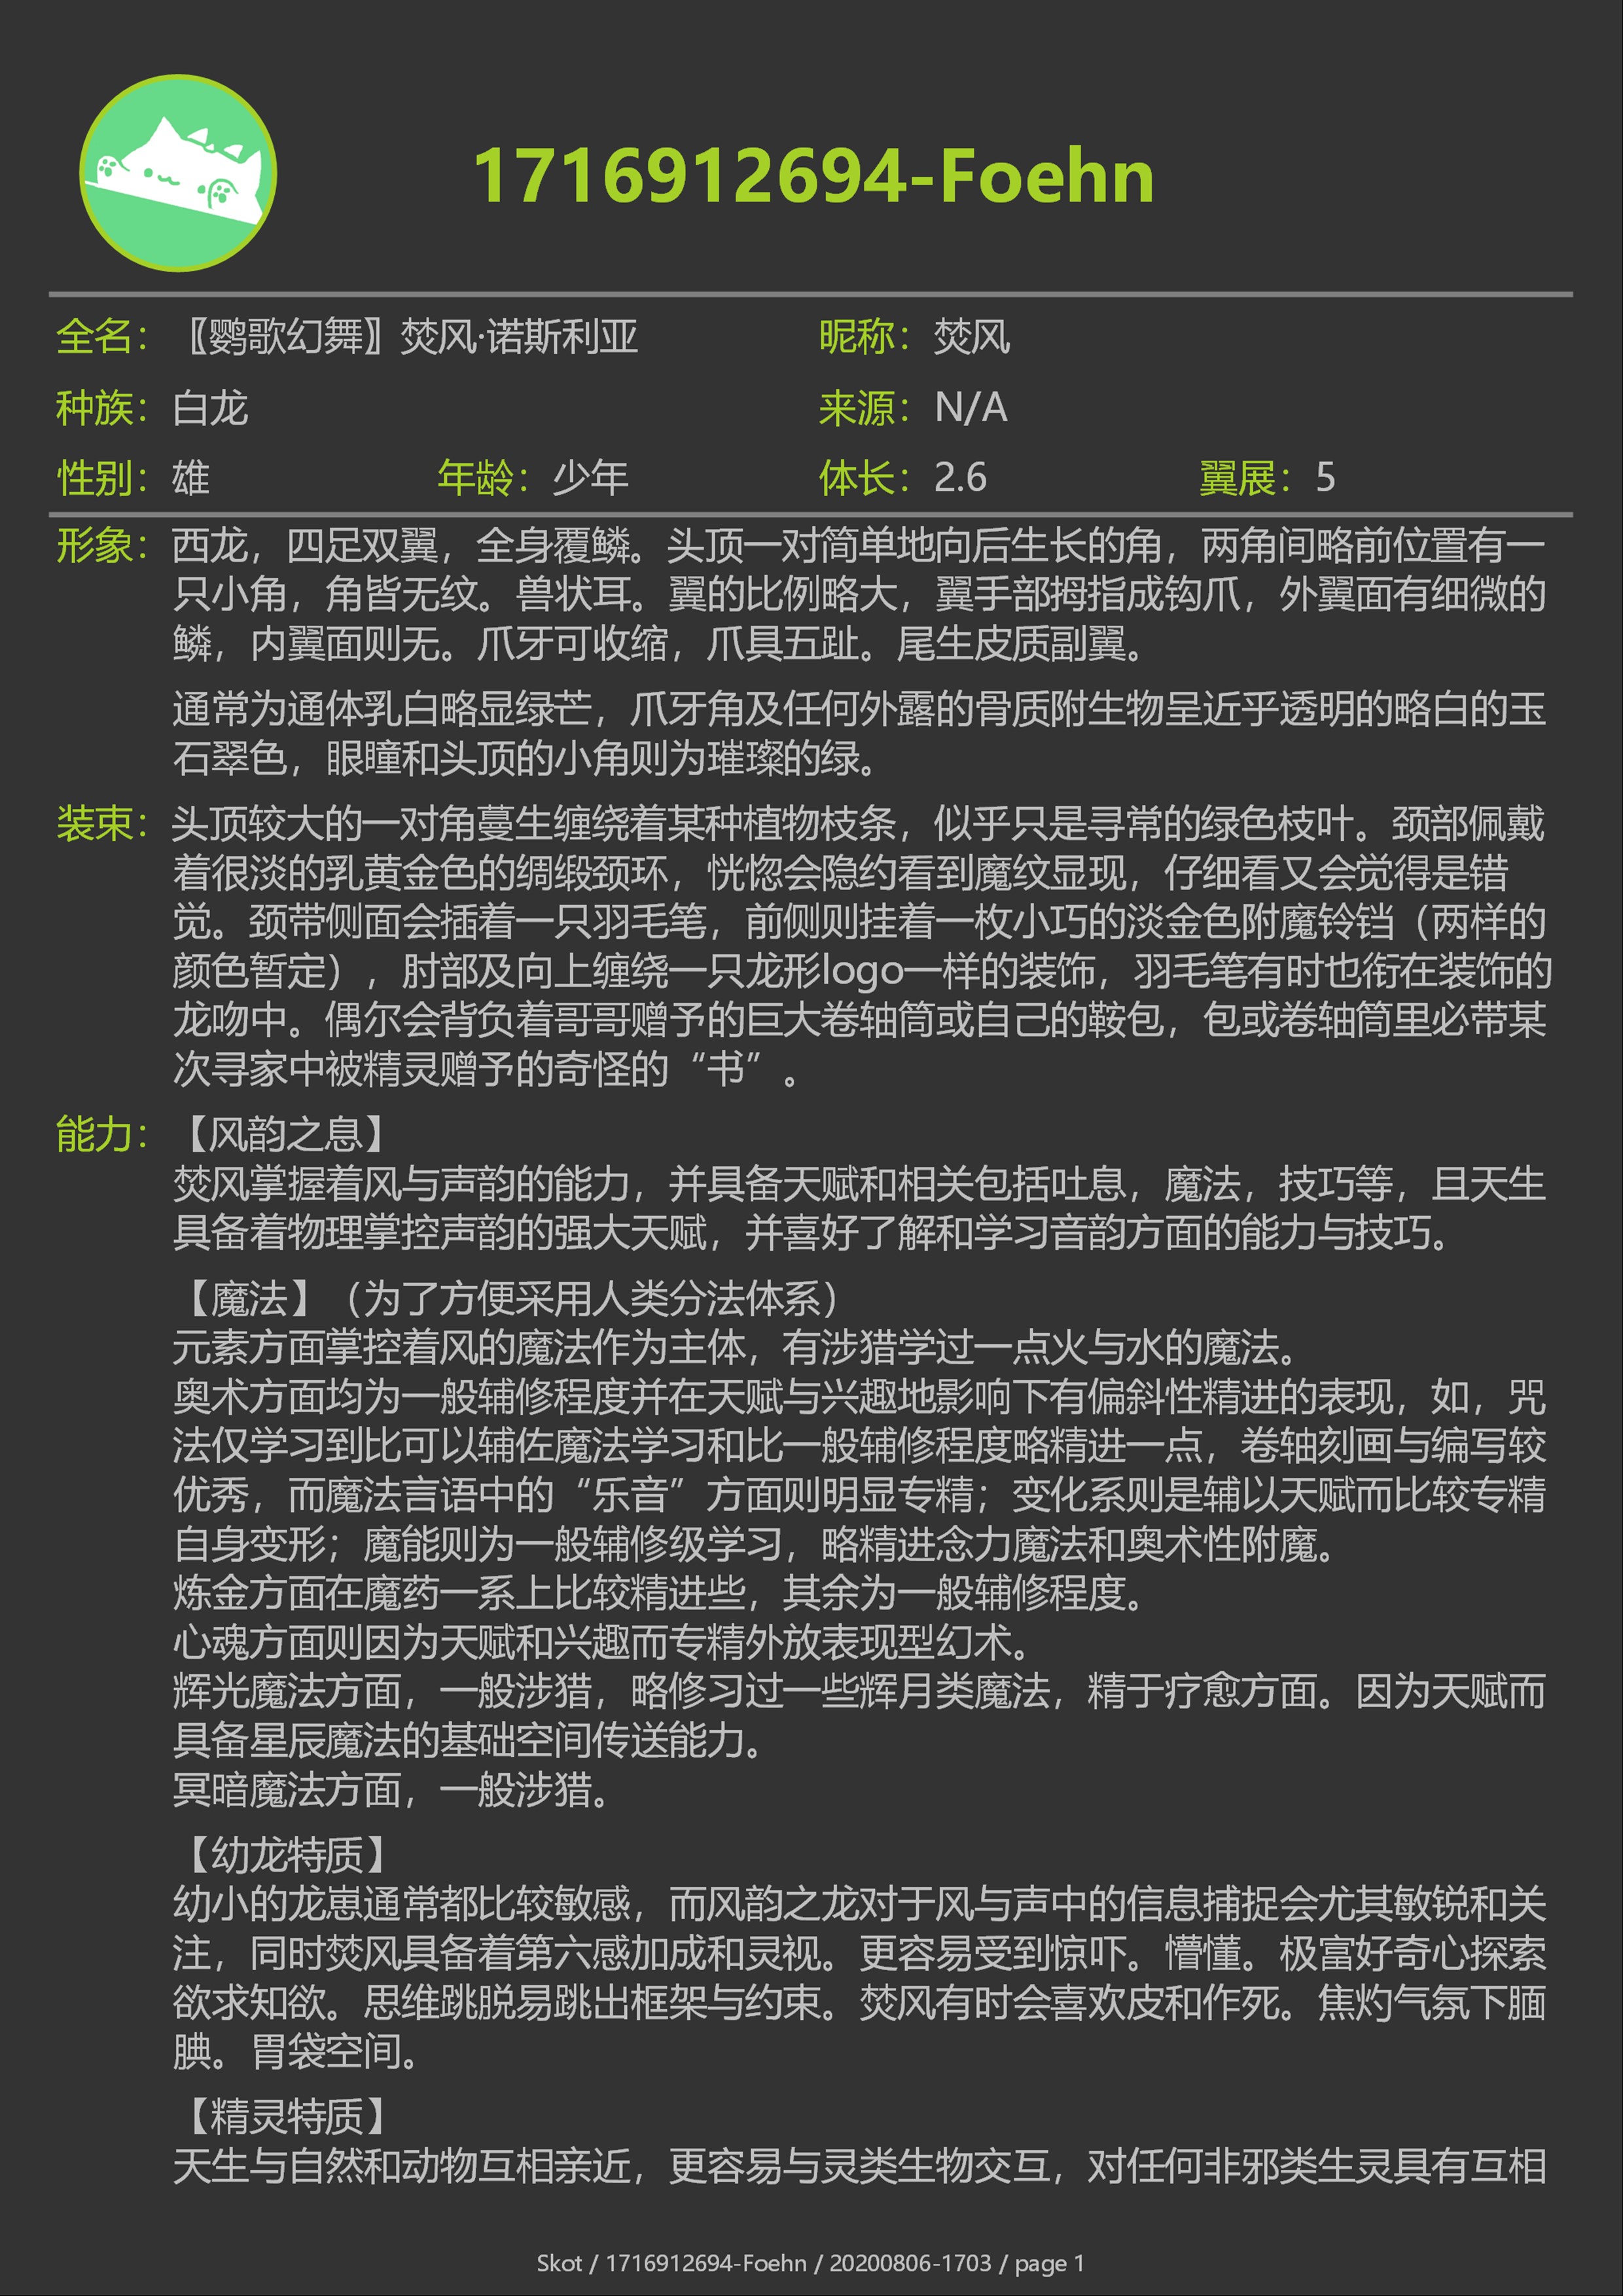 1716912694-Foehn
全名：〖鹦歌幻舞〗焚风·诺斯利亚 昵称：焚风
种族：白龙 来源：N/A
性别：雄 年龄：少年 体长：2.6 翼展：5
形象：西龙，四足双翼，全身覆鳞。头顶一对简单地向后生长的角，两角间略前位置有一
只小角，角皆无纹。兽状耳。翼的比例略大，翼手部拇指成钩爪，外翼面有细微的
鳞，内翼面则无。爪牙可收缩，爪具五趾。尾生皮质副翼。
通常为通体乳白略显绿芒，爪牙角及任何外露的骨质附生物呈近乎透明的略白的玉
石翠色，眼瞳和头顶的小角则为璀璨的绿。
装束：头顶较大的一对角蔓生缠绕着某种植物枝条，似乎只是寻常的绿色枝叶。颈部佩戴
着很淡的乳黄金色的绸缎颈环，恍惚会隐约看到魔纹显现，仔细看又会觉得是错
觉。颈带侧面会插着一只羽毛笔，前侧则挂着一枚小巧的淡金色附魔铃铛（两样的
颜色暂定），肘部及向上缠绕一只龙形logo一样的装饰，羽毛笔有时也衔在装饰的
龙吻中。偶尔会背负着哥哥赠予的巨大卷轴筒或自己的鞍包，包或卷轴筒里必带某
次寻家中被精灵赠予的奇怪的“书”。
能力：【风韵之息】
焚风掌握着风与声韵的能力，并具备天赋和相关包括吐息，魔法，技巧等，且天生
具备着物理掌控声韵的强大天赋，并喜好了解和学习音韵方面的能力与技巧。
【魔法】（为了方便采用人类分法体系）
元素方面掌控着风的魔法作为主体，有涉猎学过一点火与水的魔法。
奥术方面均为一般辅修程度并在天赋与兴趣地影响下有偏斜性精进的表现，如，咒
法仅学习到比可以辅佐魔法学习和比一般辅修程度略精进一点，卷轴刻画与编写较
优秀，而魔法言语中的“乐音”方面则明显专精；变化系则是辅以天赋而比较专精
自身变形；魔能则为一般辅修级学习，略精进念力魔法和奥术性附魔。
炼金方面在魔药一系上比较精进些，其余为一般辅修程度。
心魂方面则因为天赋和兴趣而专精外放表现型幻术。
辉光魔法方面，一般涉猎，略修习过一些辉月类魔法，精于疗愈方面。因为天赋而
具备星辰魔法的基础空间传送能力。
冥暗魔法方面，一般涉猎。
【幼龙特质】
幼小的龙崽通常都比较敏感，而风韵之龙对于风与声中的信息捕捉会尤其敏锐和关
注，同时焚风具备着第六感加成和灵视。更容易受到惊吓。懵懂。极富好奇心探索
欲求知欲。思维跳脱易跳出框架与约束。焚风有时会喜欢皮和作死。焦灼气氛下腼
腆。胃袋空间。
【精灵特质】
天生与自然和动物互相亲近，更容易与灵类生物交互，对任何非邪类生灵具有互相
Skot / 1716912694-Foehn / 20200806-1703 / page 1